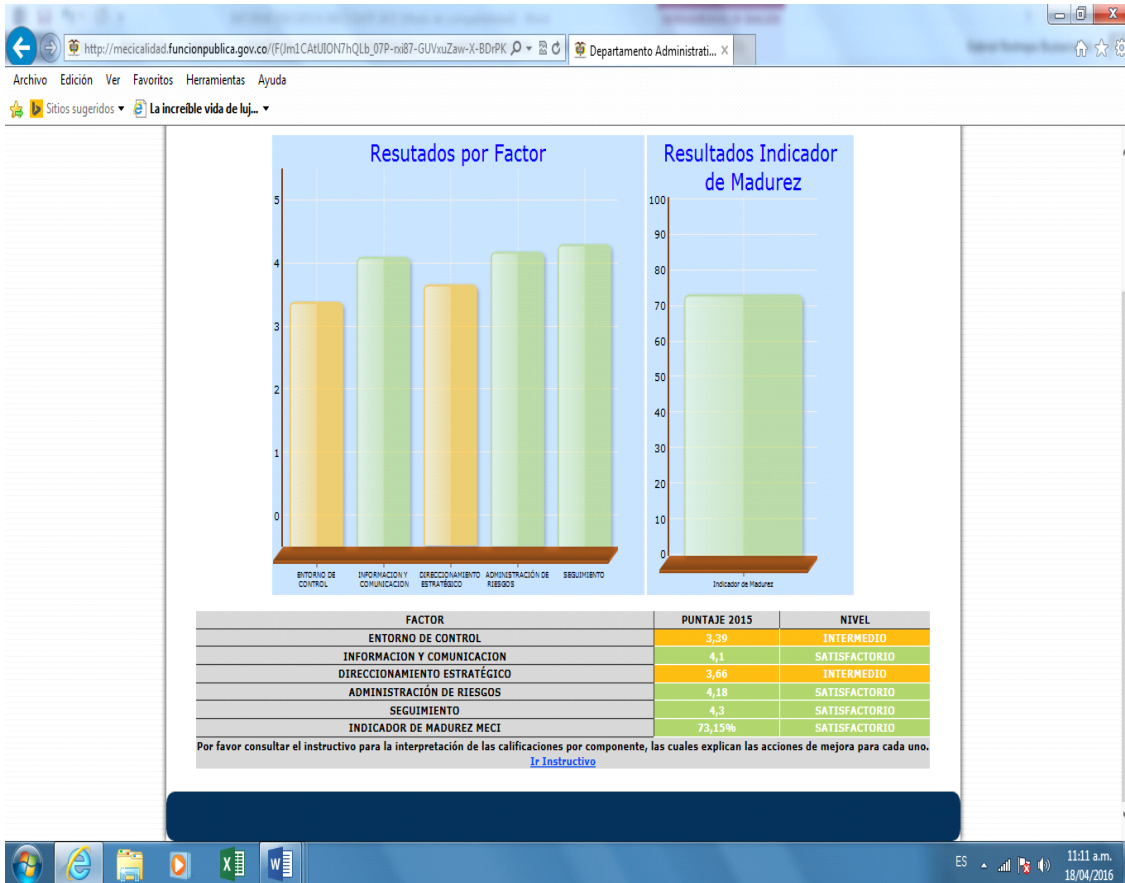 http://mecicalidad.funcionpublica.gov.co/
Departamento Administrati... X
Archivo Edición Ver Favoritos Herramientas Ayuda
Sitios sugeridos La increíble vida de luj...
Resutados por Factor
5
4
3
2
1
0
ENTORNO DE CONTROL
INFORMACION Y COMUNICACION
DIRECCIONAMIENTO ESTRATÉGICO
ADMINISTRACIÓN DE RIESGOS
SEGUIMIENTO
Resultados Indicador
de Madurez
100
90
80
70
60
50
40
30
20
10
0
Indicador de Madurez
FACTOR PUNTAJE 2015 NIVEL
ENTORNO DE CONTROL 3,39 INTERMEDIO
INFORMACION Y COMUNICACION 4,1 SATISFACTORIO
DIRECCIONAMIENTO ESTRATÉGICO 3,66 INTERMEDIO
ADMINISTRACIÓN DE RIESGOS 4,18 SATISFACTORIO
SEGUIMIENTO 4,3 SATISFACTORIO
INDICADOR DE MADUREZ MECI 73,15% SATISFACTORIO
Por favor consultar el instructivo para la interpretación de las calificaciones por componente, las cuales explican las acciones de mejora para cada uno.
Ir Instructivo
ES
11:11 a.m.
18/04/2016